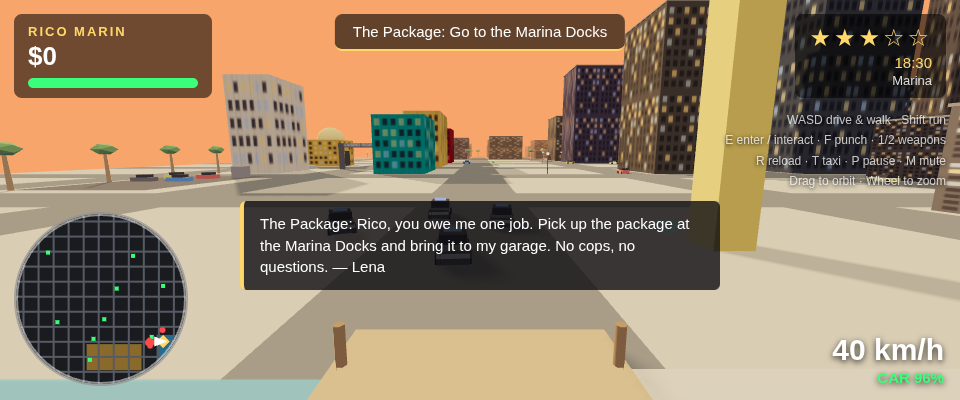 RICO MARIN
$0
The Package: Go to the Marina Docks
★★★☆☆
18:30
Marina
WASD drive & walk · Shift run
E enter / interact · F punch · 1/2 weapons
R reload · T taxi · P pause · M mute
Drag to orbit · Wheel to zoom
The Package: Rico, you owe me one job. Pick up the package at
the Marina Docks and bring it to my garage. No cops, no
questions. — Lena
40 km/h
CAR 96%